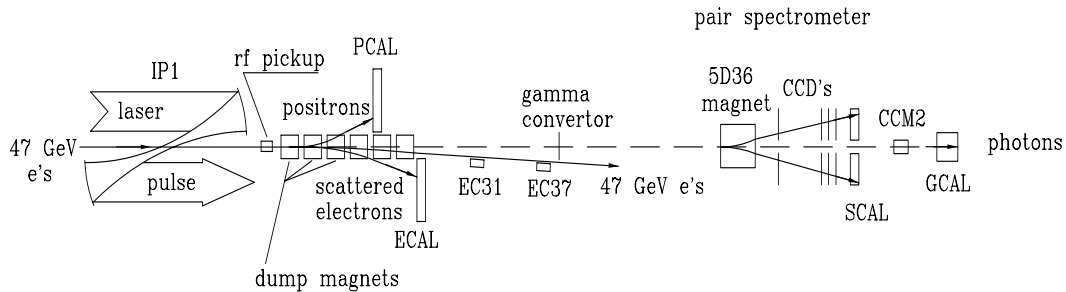 pair spectrometer
PCAL
rf pickup
IP1
5D36
magnet
CCD's
laser
positrons
gamma
convertor
CCM2
47 GeV
e's
photons
pulse
scattered
electrons
EC31
EC37
47 GeV e's
GCAL
SCAL
ECAL
dump magnets